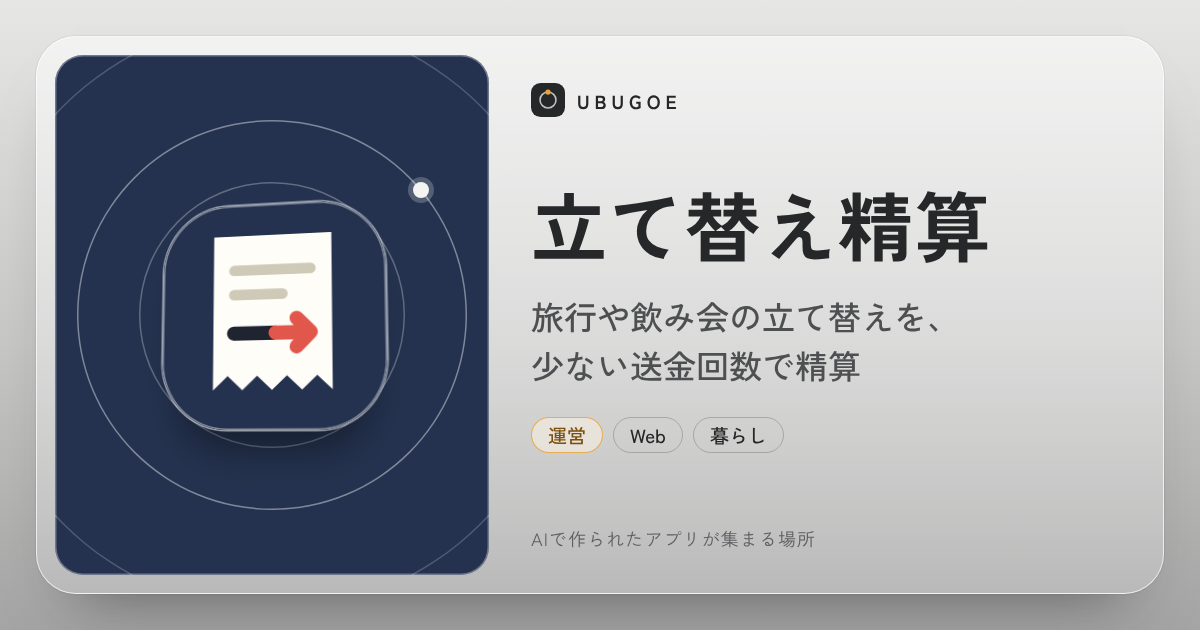 UBUGOE
立て替え精算
旅行や飲み会の立て替えを、
少ない送金回数で精算
運営 Web 暮らし
AIで作られたアプリが集まる場所